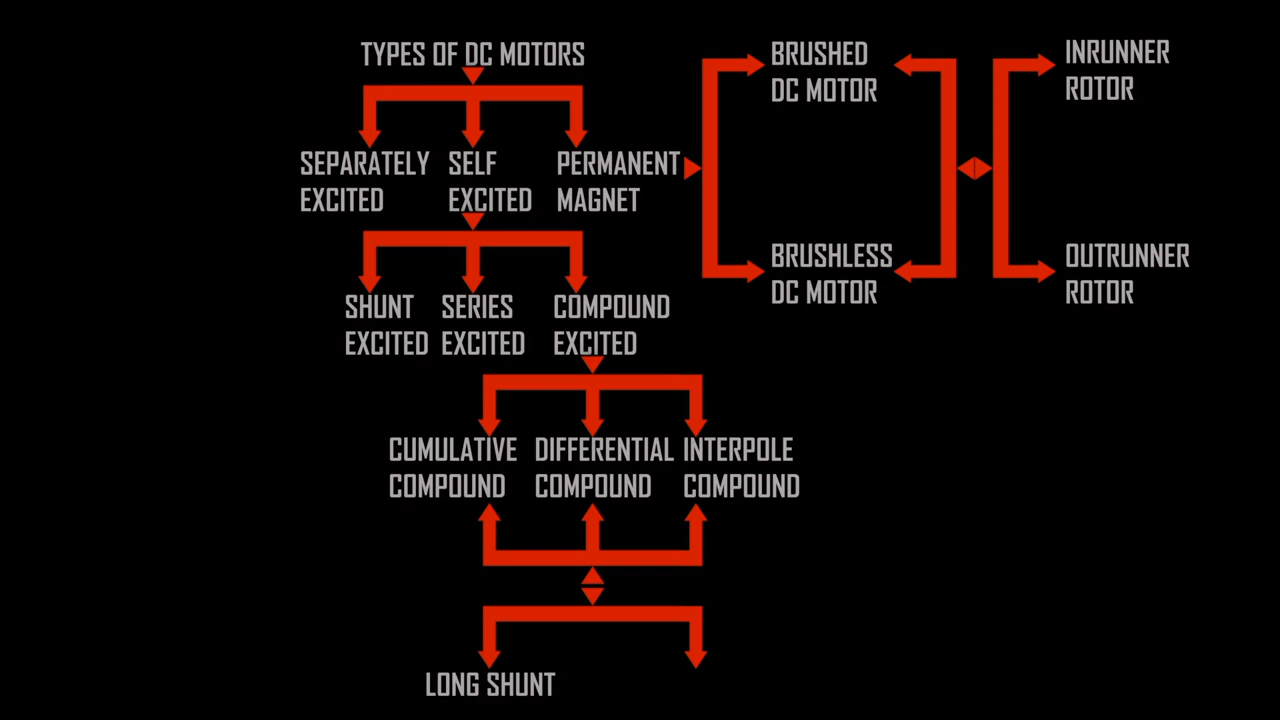 TYPES OF DC MOTORS
SEPARATELY
EXCITED
SELF
EXCITED
PERMANENT
MAGNET
BRUSHED
DC MOTOR
BRUSHLESS
DC MOTOR
INRUNNER
ROTOR
OUTRUNNER
ROTOR
SHUNT
EXCITED
SERIES
EXCITED
COMPOUND
EXCITED
CUMULATIVE
COMPOUND
DIFFERENTIAL
COMPOUND
INTERPOLE
COMPOUND
LONG SHUNT